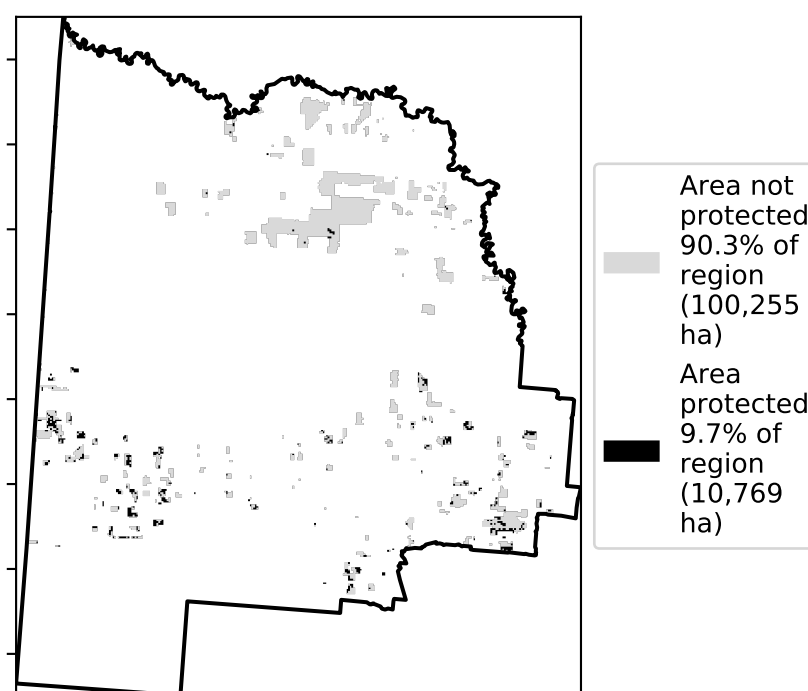 Area not
protected
90.3% of
region
(100,255
ha)
Area
protected
9.7% of
region
(10,769
ha)